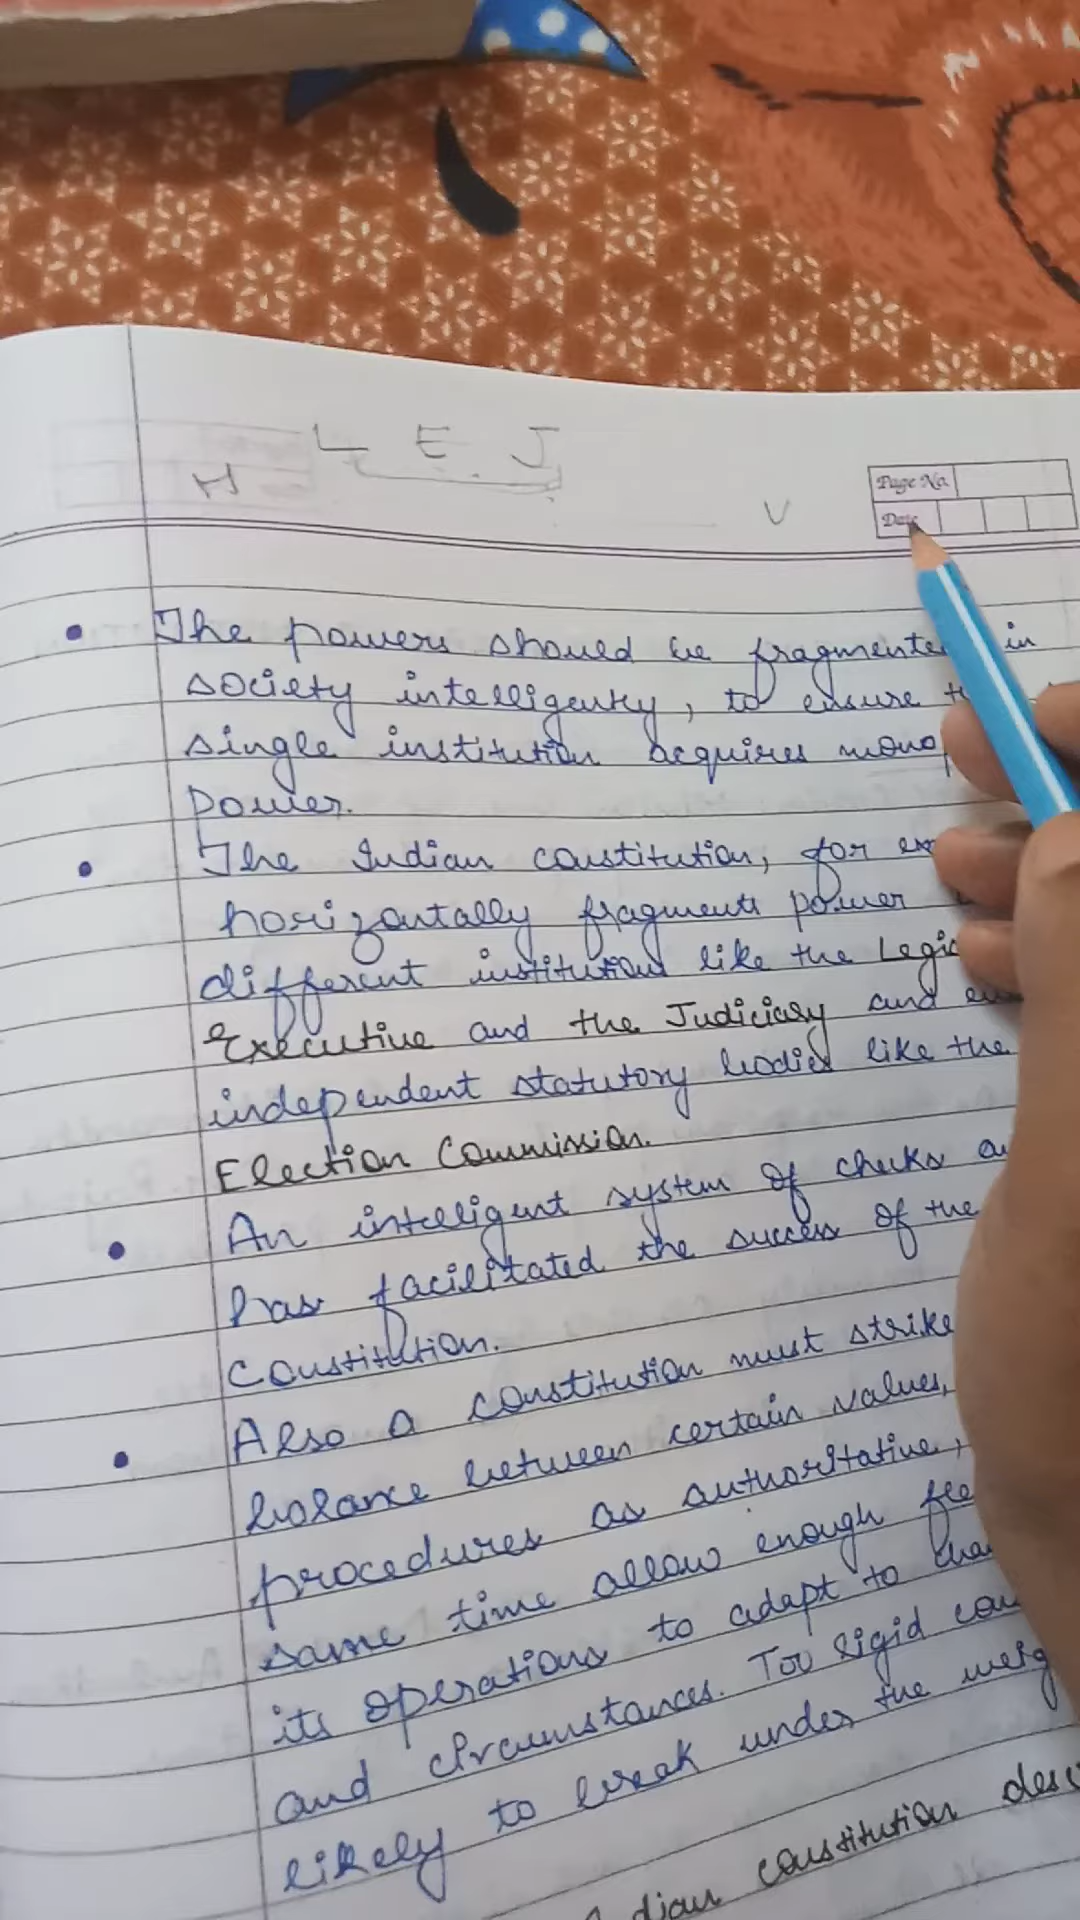 L E J
H
V
Page No.
Date
The powers should be fragmented in
society intelligently, to ensure
single institution acquires
power.
The Indian constitution, for
horizontally fragments power
different institutions like the
Executive and the Judiciary and
independent statutory bodies like the
Election Commission.
An intelligent system of checks
has facilitated the success of the
Constitution.
Also a constitution must strike
balance between certain values,
procedures as authoritative,
same time allow enough
its operations to adapt to
and circumstances. Too rigid
likely to break under the
constitution